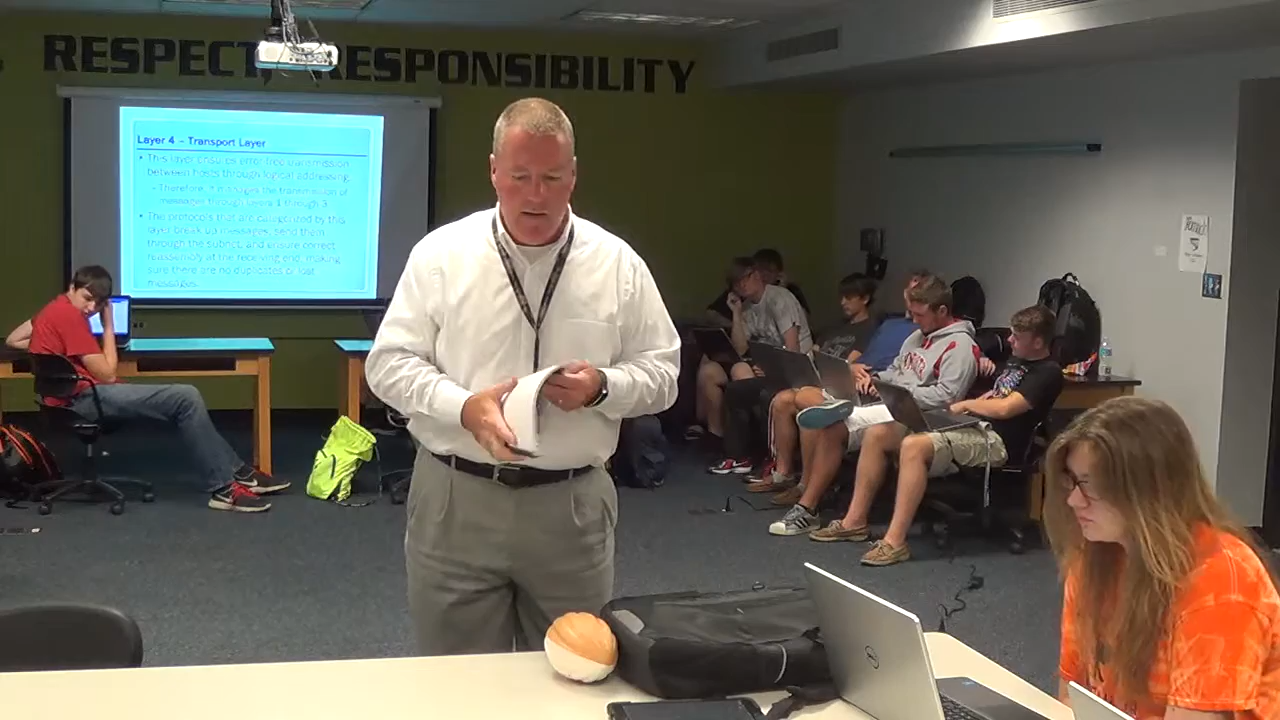 RESPECT, RESPONSIBILITY
Layer 4 – Transport Layer
• This layer ensures error free transmission
between hosts through logical addressing.
– Therefore, it manages the transmission of
messages through layers 1 through 3
• The protocols that are categorized by this
layer break up messages, send them
through the subnet, and ensure correct
reassembly at the receiving end, making
sure there are no duplicates or lost
messages.
DELL